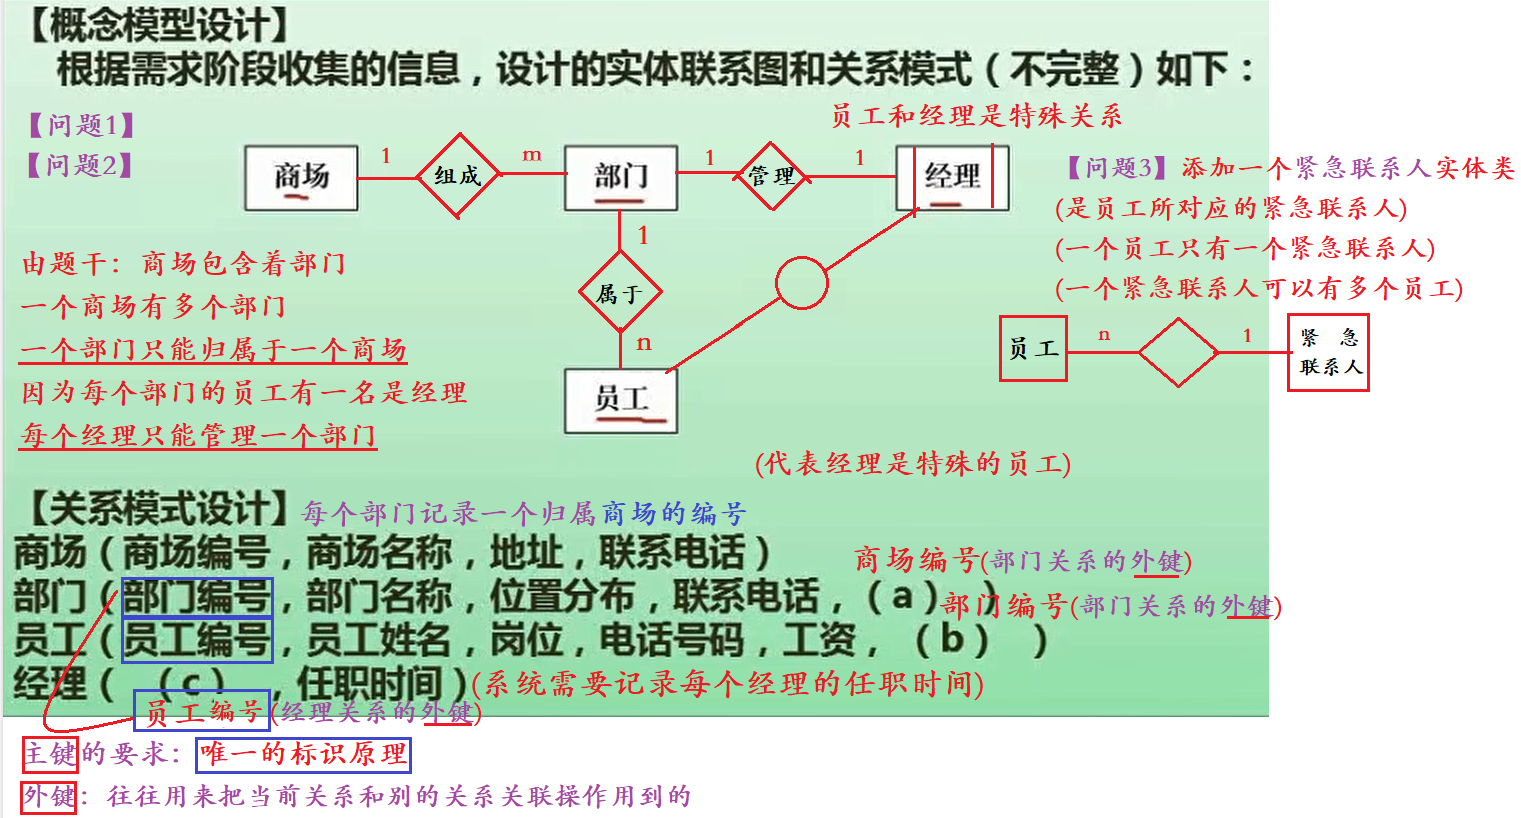 【概念模型设计】
根据需求阶段收集的信息，设计的实体联系图和关系模式（不完整）如下：
【问题1】
【问题2】
员工和经理是特殊关系
商场
1
组成
m
部门
1
管理
1
经理
【问题3】添加一个紧急联系人实体类
(是员工所对应的紧急联系人)
(一个员工只有一个紧急联系人)
(一个紧急联系人可以有多个员工)
1
属于
n
员工
由题干：商场包含着部门
一个商场有多个部门
一个部门只能归属于一个商场
因为每个部门的员工有一名是经理
每个经理只能管理一个部门
员工
n
1
紧 急
联系人
(代表经理是特殊的员工)
【关系模式设计】每个部门记录一个归属商场的编号
商场（商场编号，商场名称，地址，联系电话）
商场编号(部门关系的外键)
部门（部门编号，部门名称，位置分布，联系电话，（a））
部门编号(部门关系的外键)
员工（员工编号，员工姓名，岗位，电话号码，工资，（b） ）
经理（ （c） ，任职时间）(系统需要记录每个经理的任职时间)
员工编号(经理关系的外键)
主键的要求：唯一的标识原理
外键：往往用来把当前关系和别的关系关联操作用到的